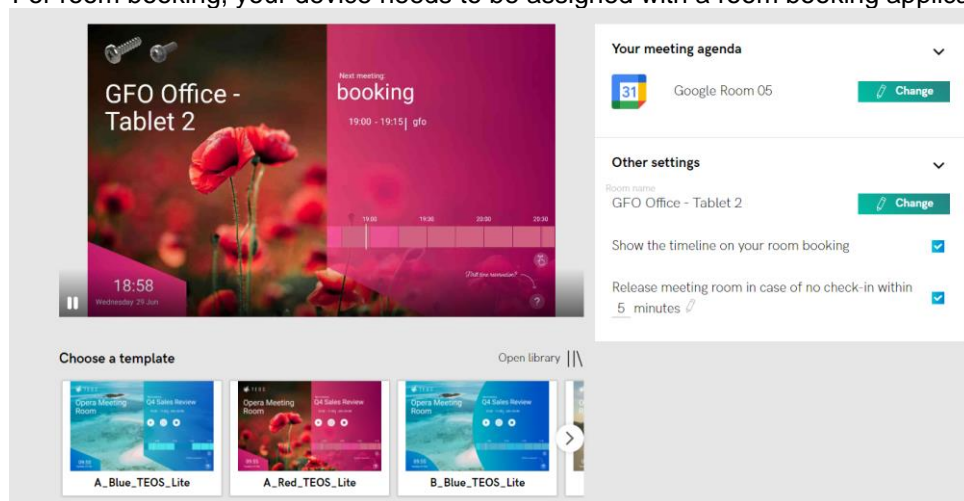 For room booking, your device needs to be assigned with a room booking applica
GFO Office -
Tablet 2
Next meeting:
booking
19:00 - 19:15| gfo
19:00 19:30 20:00 20:30
18:58
Wednesday 29 Jun
?
Your meeting agenda
31 Google Room 05 Change
Other settings
Room name
GFO Office - Tablet 2 Change
Show the timeline on your room booking
Release meeting room in case of no check-in within
5 minutes
Choose a template Open library
TEOS
Opera Meeting
Room
Q4 Sales Review
TEOS
Opera Meeting
Room
Q4 Sales Review
TEOS
Opera Meeting
Room
Q4 Sales Review
A_Blue_TEOS_Lite A_Red_TEOS_Lite B_Blue_TEOS_Lite